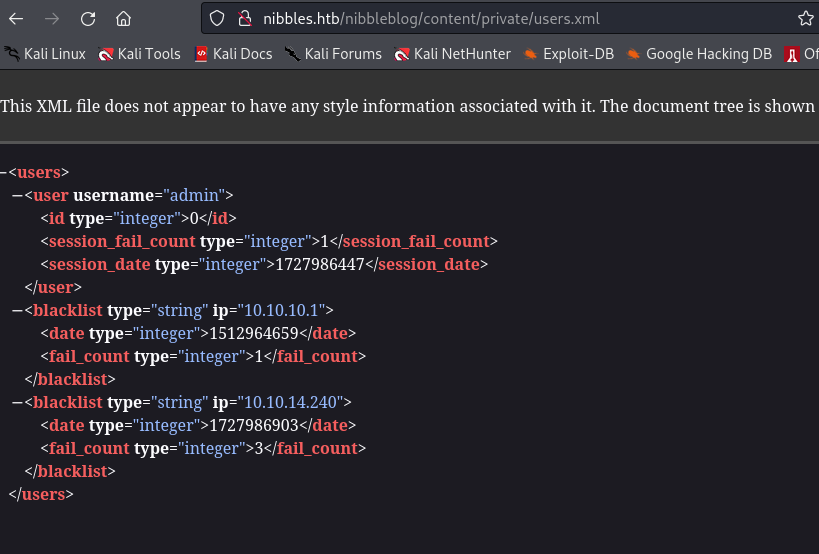 nibbles.htb/nibbleblog/content/private/users.xml
Kali Linux Kali Tools Kali Docs Kali Forums Kali NetHunter Exploit-DB Google Hacking DB Of
This XML file does not appear to have any style information associated with it. The document tree is shown
−<users>
−<user username="admin">
<id type="integer">0</id>
<session_fail_count type="integer">1</session_fail_count>
<session_date type="integer">1727986447</session_date>
</user>
−<blacklist type="string" ip="10.10.10.1">
<date type="integer">1512964659</date>
<fail_count type="integer">1</fail_count>
</blacklist>
−<blacklist type="string" ip="10.10.14.240">
<date type="integer">1727986903</date>
<fail_count type="integer">3</fail_count>
</blacklist>
</users>